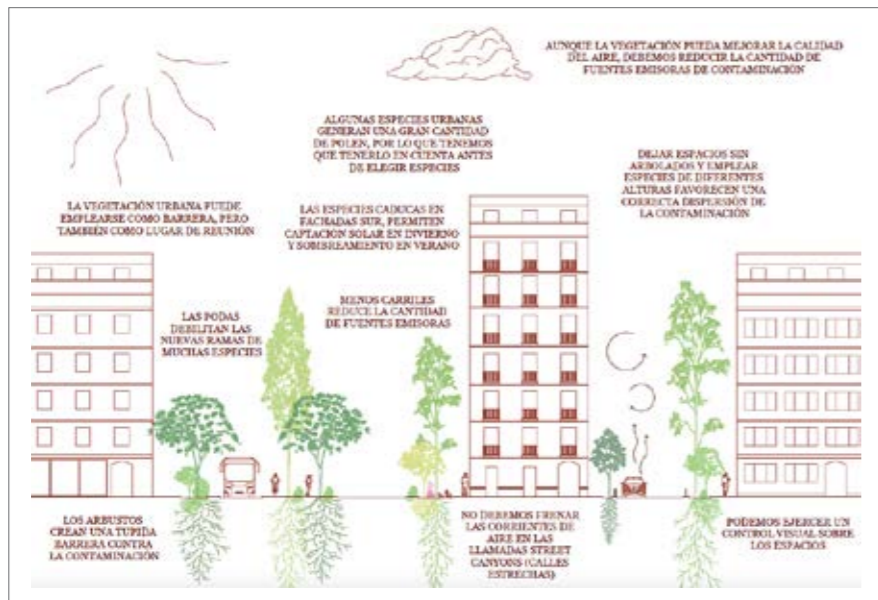 AUNQUE LA VEGETACIÓN PUEDA MEJORAR LA CALIDAD
DEL AIRE, DEBEMOS REDUCIR LA CANTIDAD DE
FUENTES EMISORAS DE CONTAMINACIÓN
ALGUNAS ESPECIES URBANAS
GENERAN UNA GRAN CANTIDAD
DE POLEN, POR LO QUE TENEMOS
QUE TENERLO EN CUENTA ANTES
DE ELEGIR ESPECIES
DEJAR ESPACIOS SIN
ARBOLADOS Y EMPLEAR
ESPECIES DE DIFERENTES
ALTURAS FAVORECEN UNA
CORRECTA DISPERSIÓN DE
LA CONTAMINACIÓN
LA VEGETACIÓN URBANA PUEDE
EMPLEARSE COMO BARRERA, PERO
TAMBIÉN COMO LUGAR DE REUNIÓN
LAS ESPECIES CADUCAS EN
FACHADAS SUR, PERMITEN
CAPTACIÓN SOLAR EN INVIERNO
Y SOMBREAMIENTO EN VERANO
LAS PODAS
DEBILITAN LAS
NUEVAS RAMAS DE
MUCHAS ESPECIES
MENOS CARRILES
REDUCE LA CANTIDAD
DE FUENTES EMISORAS
LOS ARBUSTOS
CREAN UNA TUPIDA
BARRERA CONTRA
LA CONTAMINACIÓN
NO DEBEMOS FRENAR
LAS CORRIENTES DE
AIRE EN LAS
LLAMADAS STREET
CANYONS (CALLES
ESTRECHAS)
PODEMOS EJERCER UN
CONTROL VISUAL SOBRE
LOS ESPACIOS